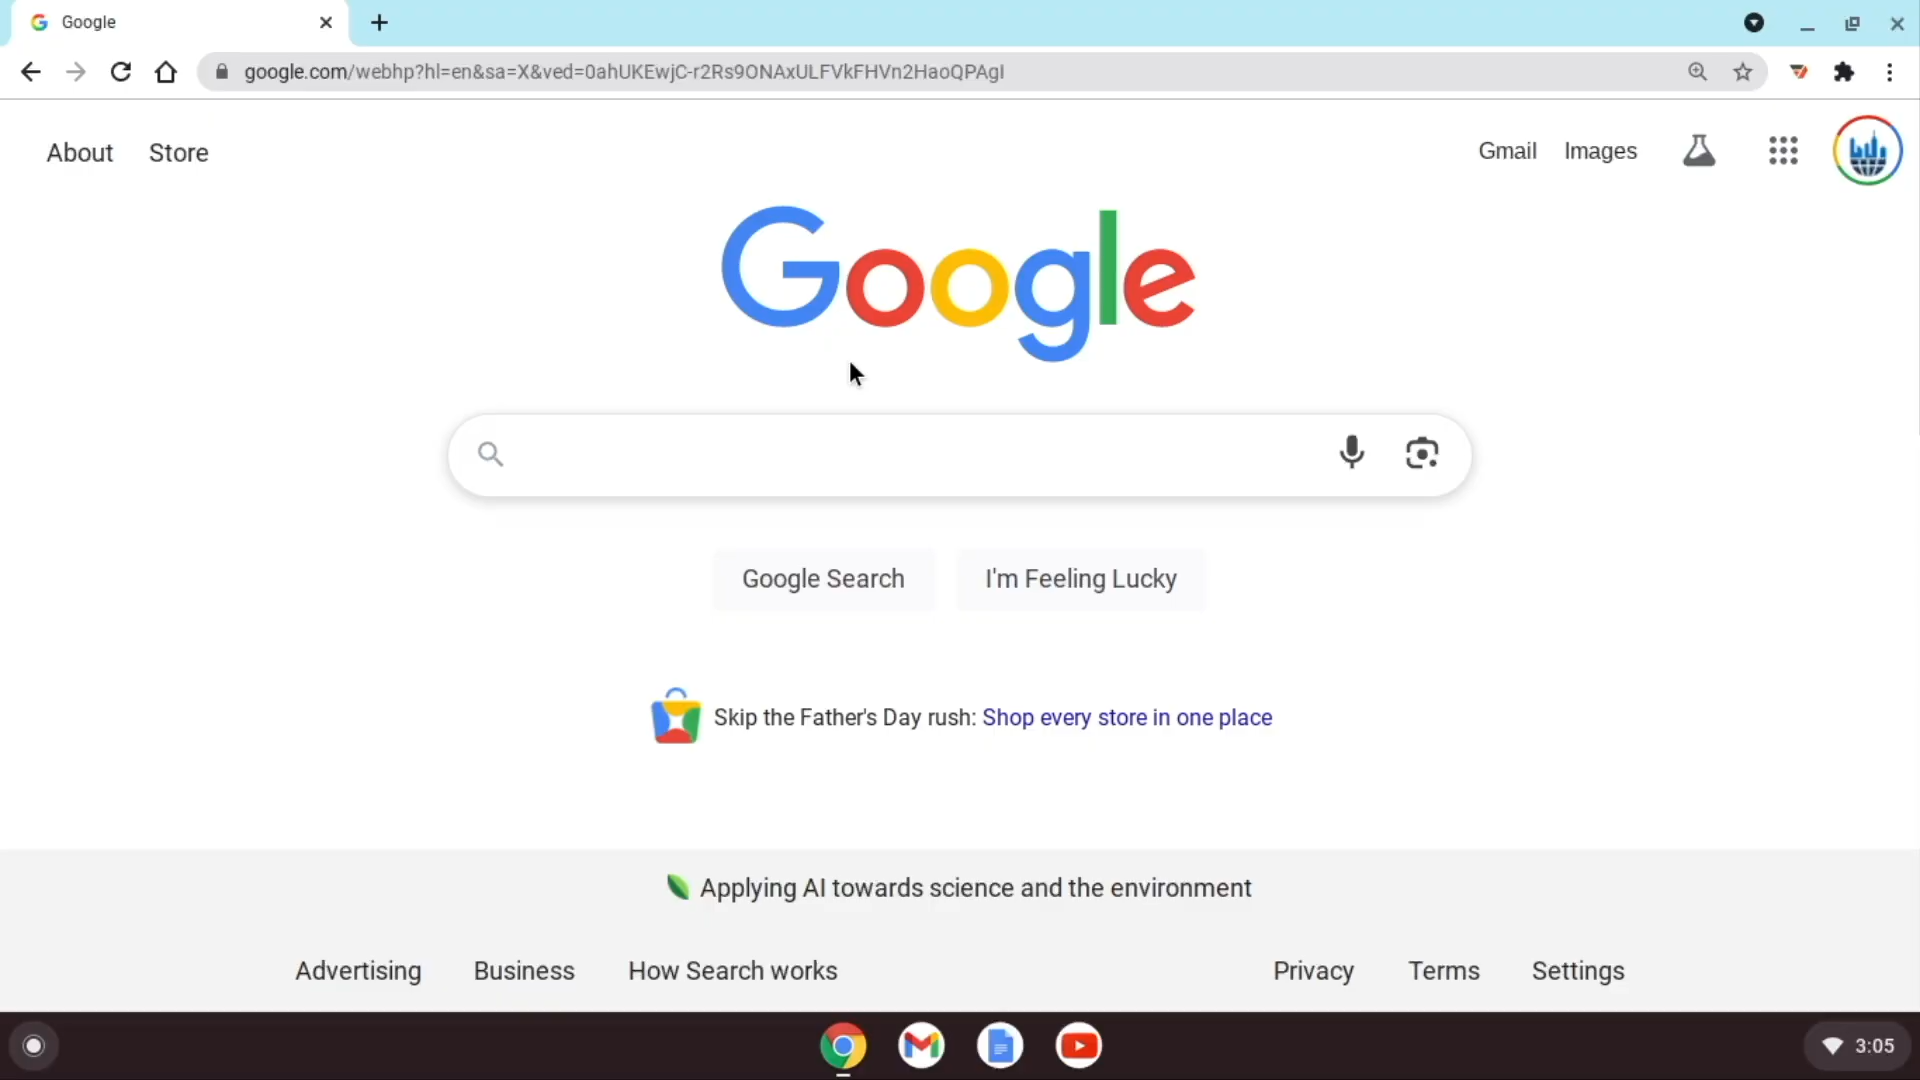 Google
google.com/webhp?hl=en&sa=X&ved=0ahUKEwjC-r2Rs9ONAxULFVkFHVn2HaoQPAgI
About Store Gmail Images
Google
Google Search I'm Feeling Lucky
Skip the Father's Day rush: Shop every store in one place
Applying AI towards science and the environment
Advertising Business How Search works Privacy Terms Settings
3:05